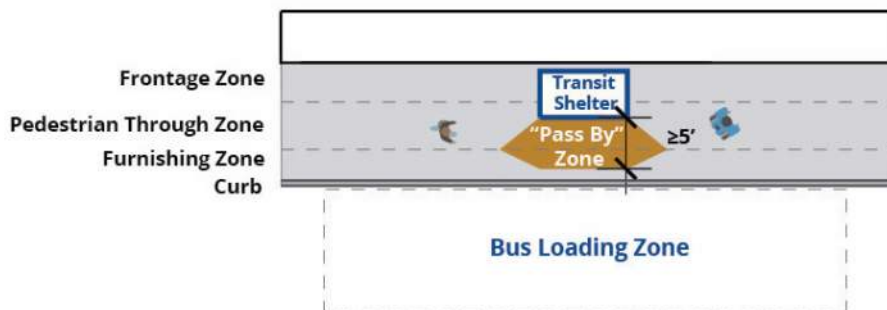 Frontage Zone
Transit
Shelter
Pedestrian Through Zone
“Pass By”
≥5’
Zone
Furnishing Zone
Curb
Bus Loading Zone